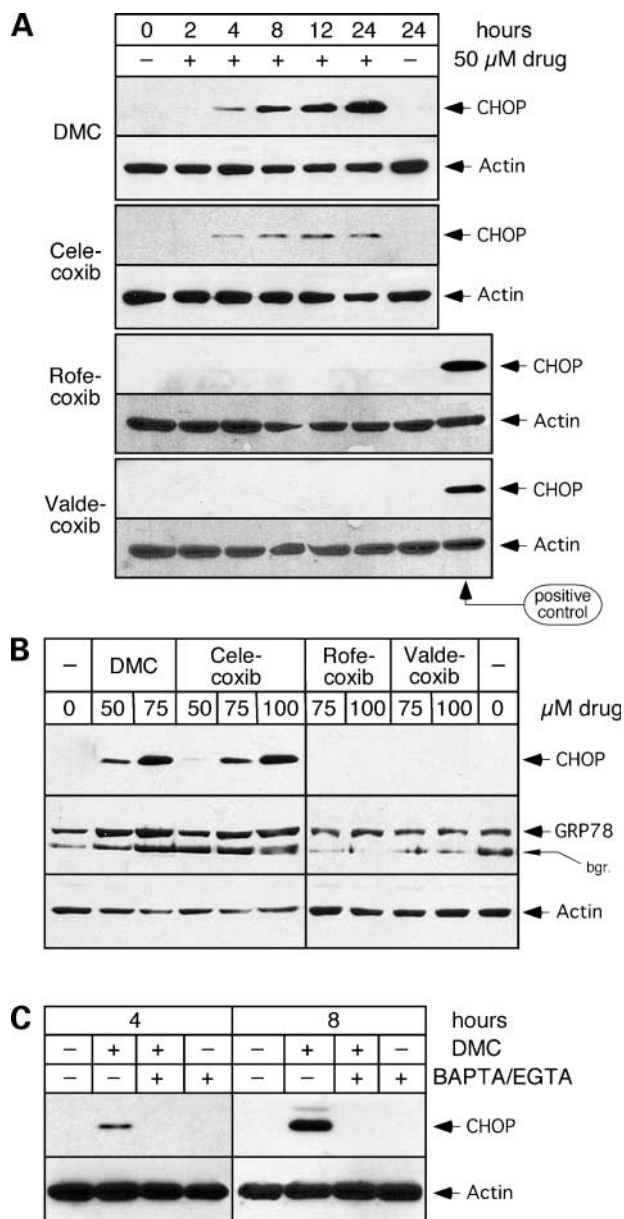 A
0 2 4 8 12 24 24 hours
− + + + + + − 50 µM drug
DMC
CHOP
Actin
Cele-
coxib
CHOP
Actin
Rofe-
coxib
CHOP
Actin
Valde-
coxib
CHOP
Actin
positive
control
B
− DMC Cele-
coxib Rofe-
coxib Valde-
coxib −
0 50 75 50 75 100 75 100 75 100 0 µM drug
CHOP
GRP78
bgr.
Actin
C
4 8 hours
− + + − − + + − DMC
− − + + − − + + BAPTA/EGTA
CHOP
Actin